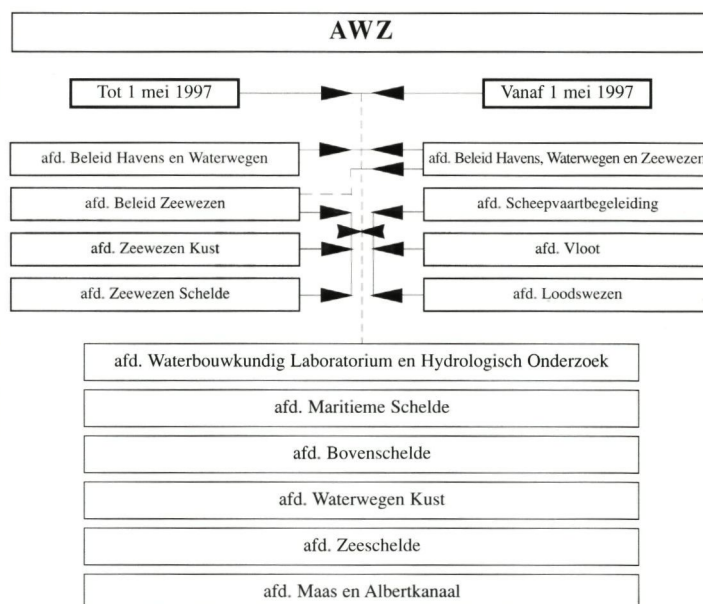 AWZ
Tot 1 mei 1997
Vanaf 1 mei 1997
afd. Beleid Havens en Waterwegen
afd. Beleid Havens, Waterwegen en Zeewezen
afd. Beleid Zeewezen
afd. Scheepvaartbegeleiding
afd. Zeewezen Kust
afd. Vloot
afd. Zeewezen Schelde
afd. Loodswezen
afd. Waterbouwkundig Laboratorium en Hydrologisch Onderzoek
afd. Maritieme Schelde
afd. Bovenschelde
afd. Waterwegen Kust
afd. Zeeschelde
afd. Maas en Albertkanaal